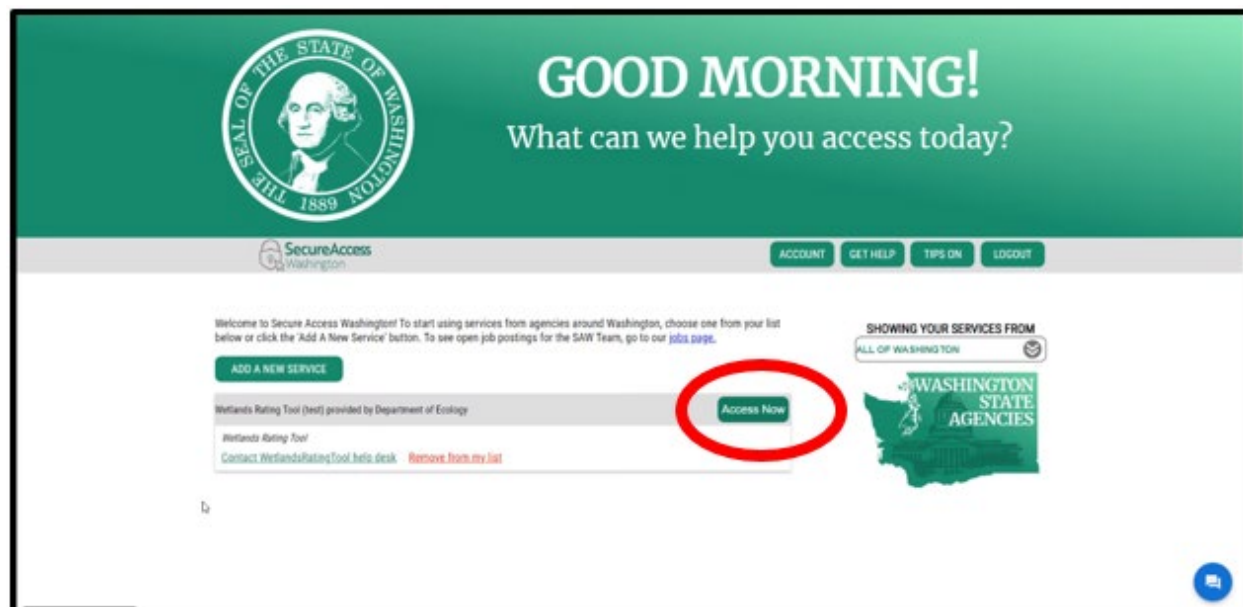 THE SEAL OF THE STATE OF WASHINGTON
1889
GOOD MORNING!
What can we help you access today?
SecureAccess
Washington
ACCOUNT
GET HELP
TIPS ON
LOGOUT
Welcome to Secure Access Washington! To start using services from agencies around Washington, choose one from your list
below or click the 'Add A New Service' button. To see open job postings for the SAW Team, go to our jobs page.
ADD A NEW SERVICE
Wetlands Rating Tool (test) provided by Department of Ecology
Access Now
Wetlands Rating Tool
Contact WetlandsRatingTool help desk Remove from my list
SHOWING YOUR SERVICES FROM
ALL OF WASHINGTON
WASHINGTON
STATE
AGENCIES